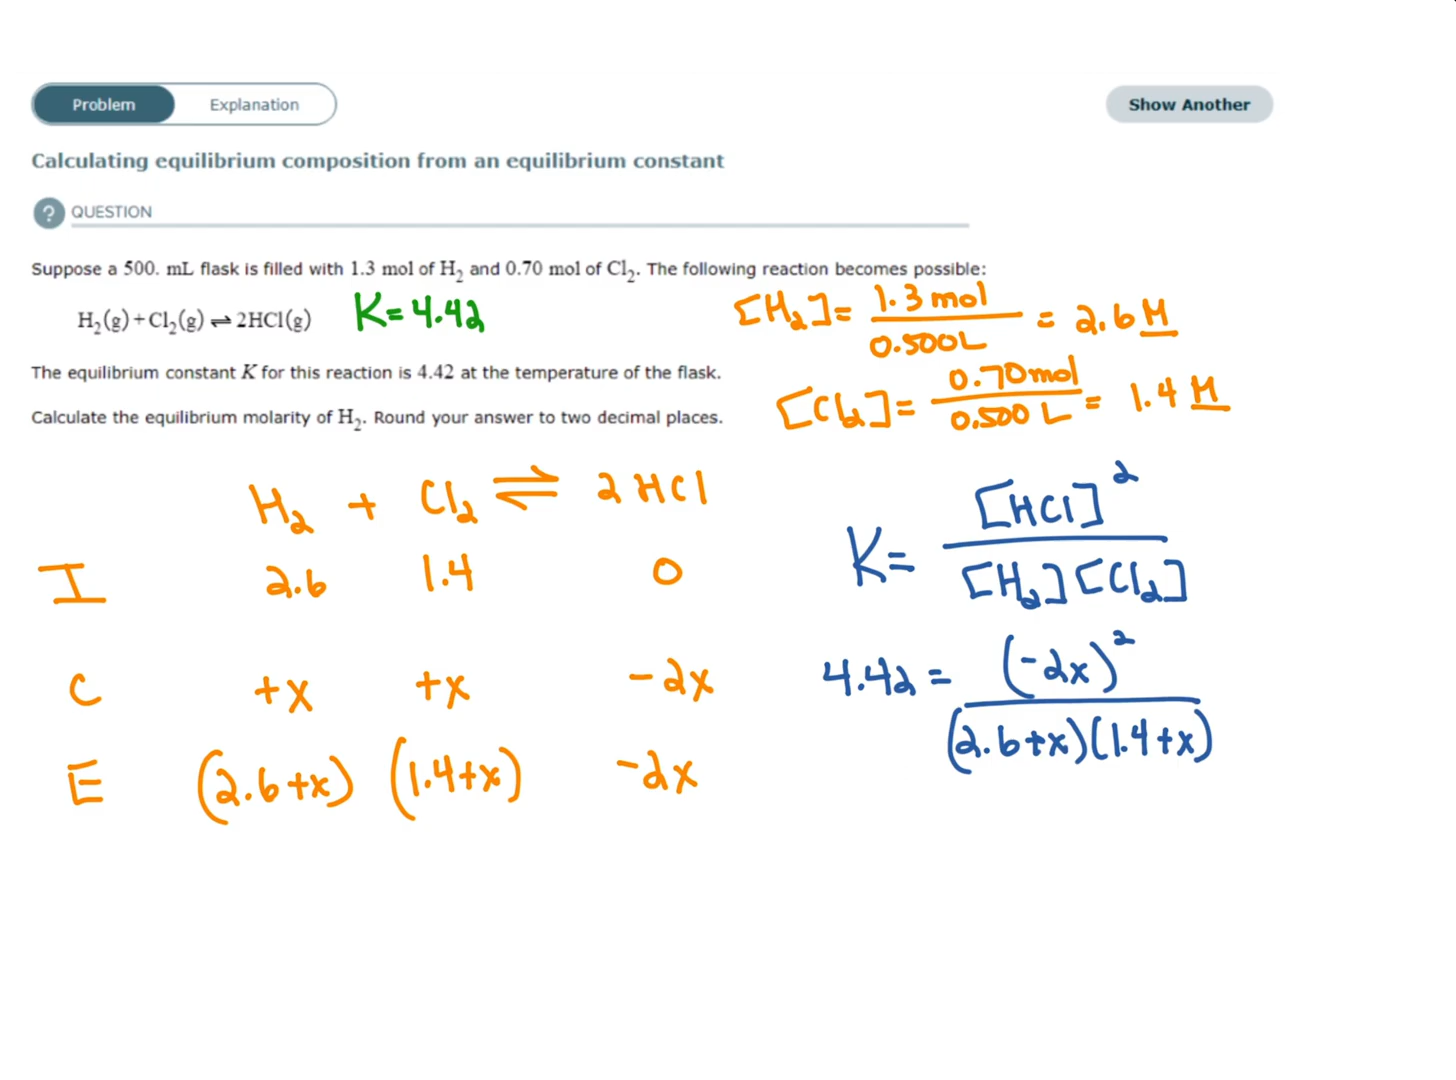 Problem Explanation Show Another
Calculating equilibrium composition from an equilibrium constant
? QUESTION
Suppose a 500. mL flask is filled with 1.3 mol of H₂ and 0.70 mol of Cl₂. The following reaction becomes possible:
H₂(g)+Cl₂(g)⇌2HCl(g) K=4.42
[H₂]= 1.3 mol / 0.500L = 2.6 M
The equilibrium constant K for this reaction is 4.42 at the temperature of the flask.
[Cl₂]= 0.70 mol / 0.500 L = 1.4 M
Calculate the equilibrium molarity of H₂. Round your answer to two decimal places.
H₂ + Cl₂ ⇌ 2 HCl
I 2.6 1.4 0
C +x +x -2x
E (2.6+x) (1.4+x) -2x
K= [HCl]² / [H₂][Cl₂]
4.42 = (-2x)² / (2.6+x)(1.4+x)